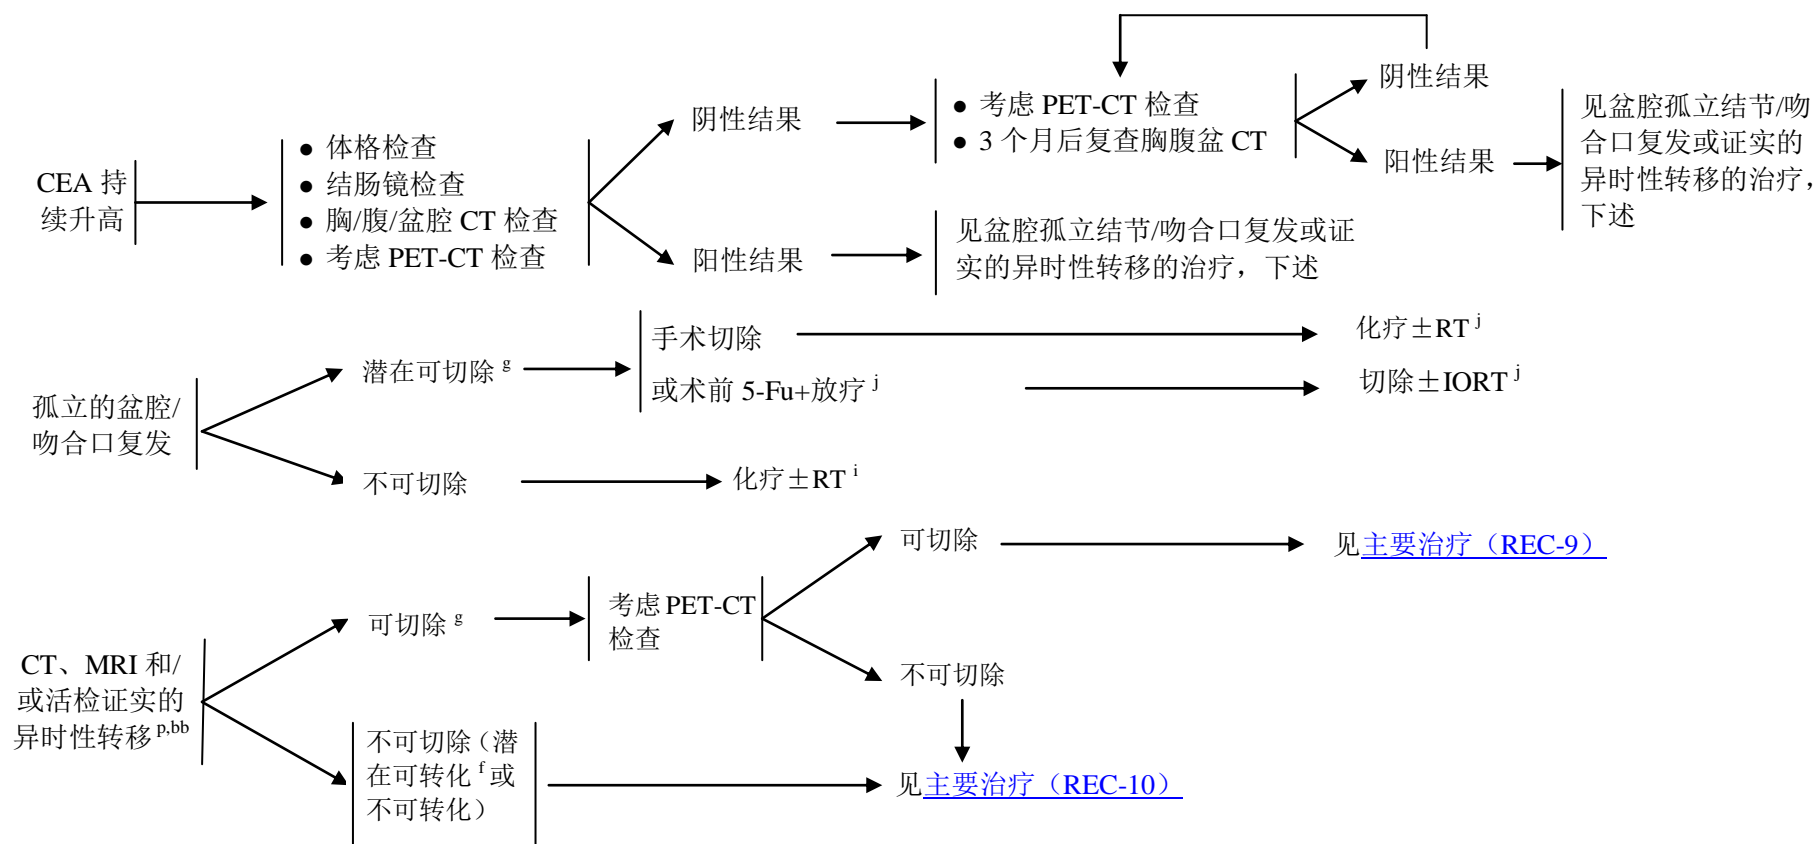 CEA 持
续升高
● 体格检查
● 结肠镜检查
● 胸/腹/盆腔 CT 检查
● 考虑 PET-CT 检查
阴性结果
阳性结果
● 考虑 PET-CT 检查
● 3 个月后复查胸腹盆 CT
阴性结果
阳性结果
见盆腔孤立结节/吻
合口复发或证实的
异时性转移的治疗，
下述
见盆腔孤立结节/吻合口复发或证
实的异时性转移的治疗，下述
孤立的盆腔/
吻合口复发
潜在可切除 g
手术切除
或术前 5-Fu+放疗 j
化疗±RT j
切除±IORT j
不可切除
化疗±RT i
CT、MRI 和/
或活检证实的
异时性转移 p,bb
可切除 g
考虑 PET-CT
检查
可切除
见主要治疗（REC-9）
不可切除
不可切除（潜
在可转化 f 或
不可转化）
见主要治疗（REC-10）